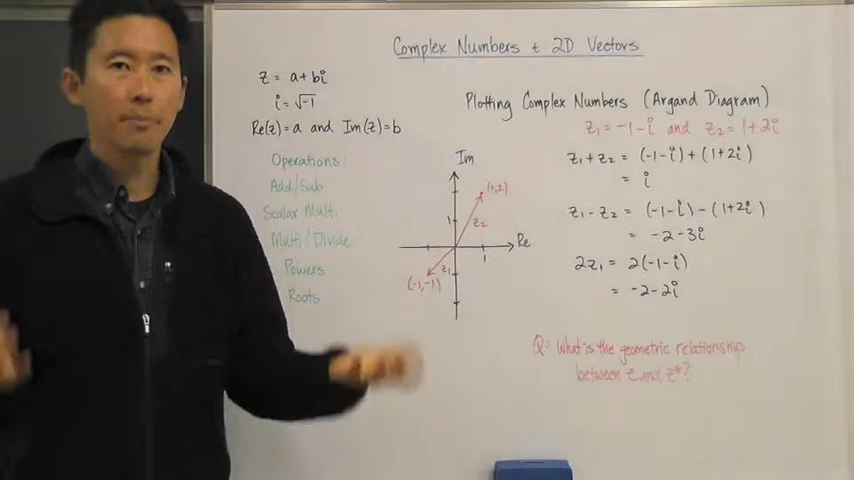 Complex Numbers & 2D Vectors
z = a+bi
i = √-1
Re(z)=a and Im(z)=b
Operations
Add/Sub
Scalar Mult.
Mult/Divide
Powers
Roots
Plotting Complex Numbers (Argand Diagram)
z₁ = -1-i and z₂ = 1+2i
z₁+z₂ = (-1-i)+(1+2i)
= i
z₁-z₂ = (-1-i)-(1+2i)
= -2-3i
2z₁ = 2(-1-i)
= -2-2i
Im
(1,2)
1
z₂
Re
1
z₁
(-1,-1)
Q: What is the geometric relationship
between z and z*?